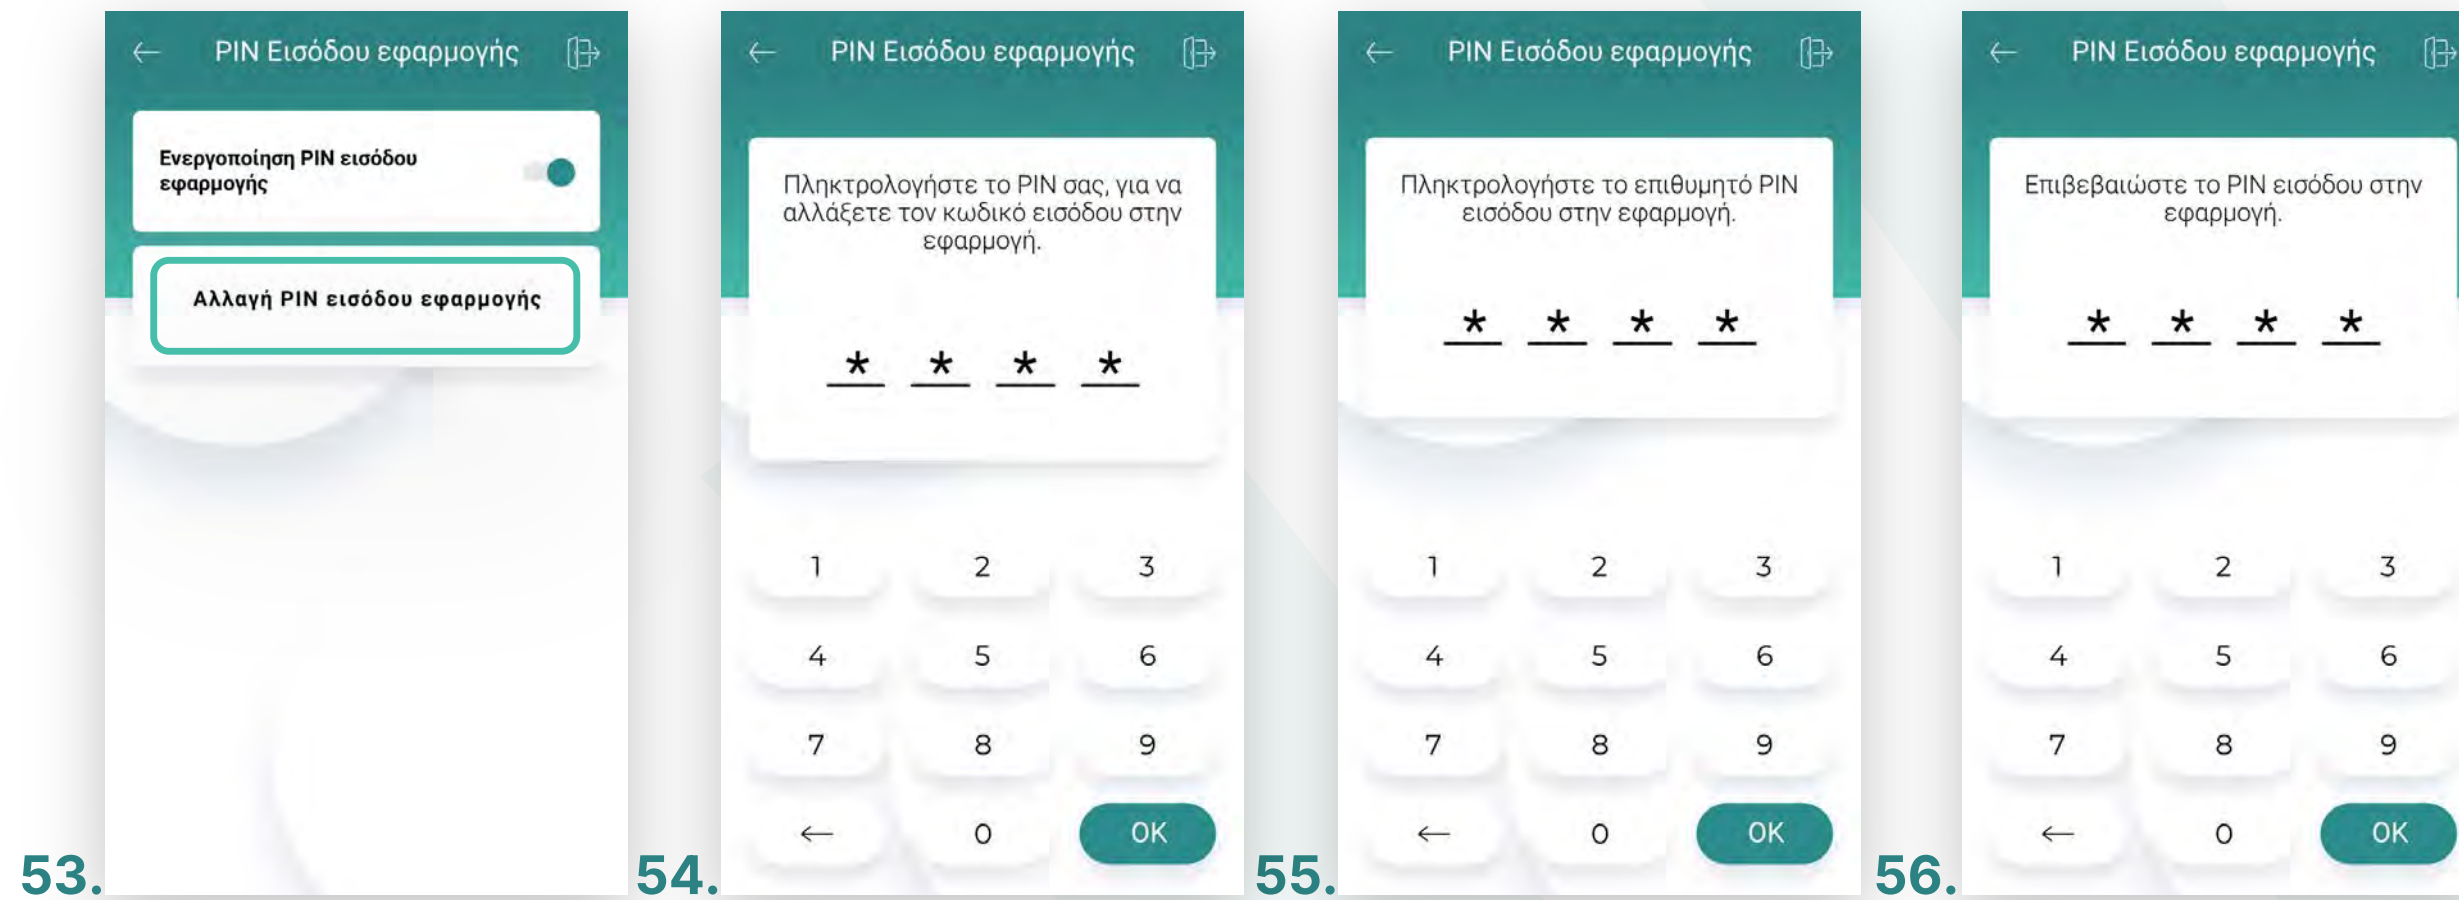 PIN Εισόδου εφαρμογής
Ενεργοποίηση PIN εισόδου
εφαρμογής
Αλλαγή PIN εισόδου εφαρμογής
53.
PIN Εισόδου εφαρμογής
Πληκτρολογήστε το PIN σας, για να
αλλάξετε τον κωδικό εισόδου στην
εφαρμογή.
* * * *
1 2 3
4 5 6
7 8 9
← 0 OK
54.
PIN Εισόδου εφαρμογής
Πληκτρολογήστε το επιθυμητό PIN
εισόδου στην εφαρμογή.
* * * *
1 2 3
4 5 6
7 8 9
← 0 OK
55.
PIN Εισόδου εφαρμογής
Επιβεβαιώστε το PIN εισόδου στην
εφαρμογή.
* * * *
1 2 3
4 5 6
7 8 9
← 0 OK
56.